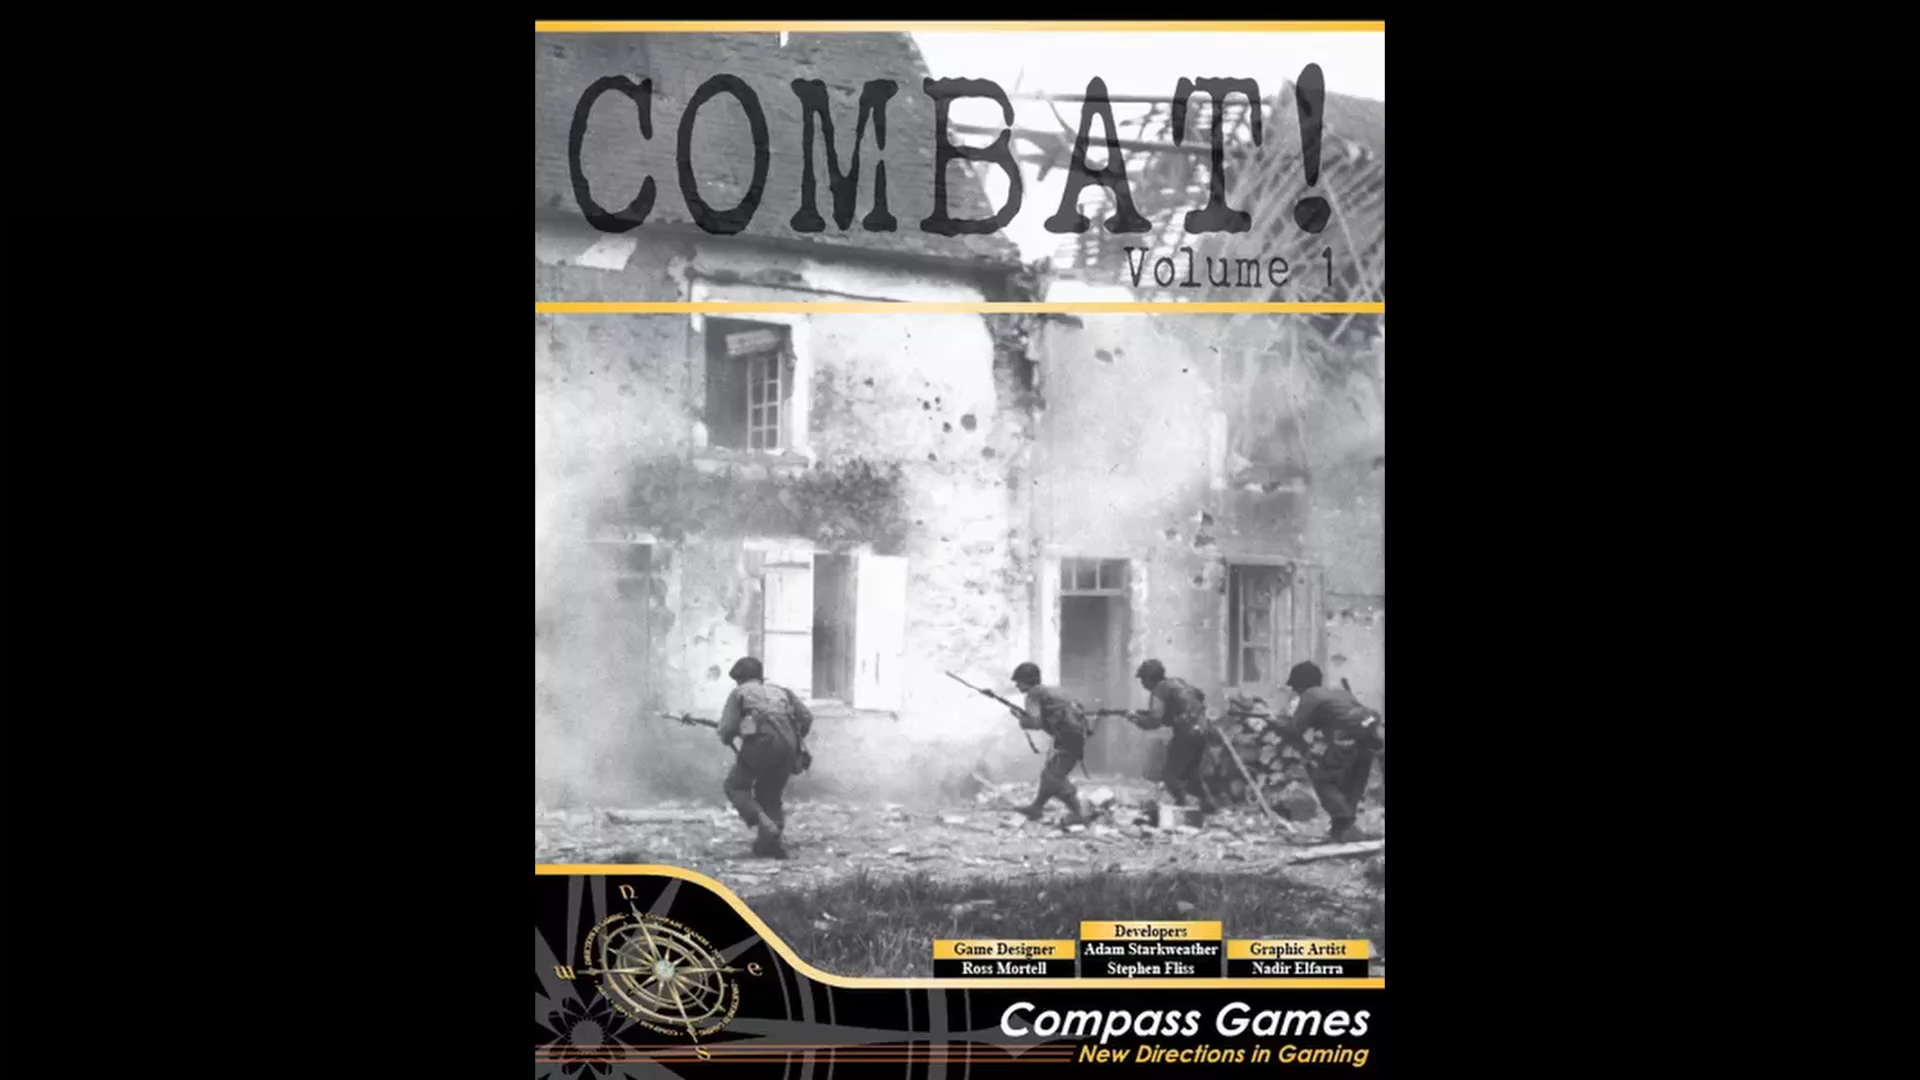 COMBAT!
Volume 1
Developers
Game Designer
Adam Starkweather
Graphic Artist
Ross Mortell
Stephen Fliss
Nadir Elfarra
n
w
e
s
Compass Games
New Directions in Gaming